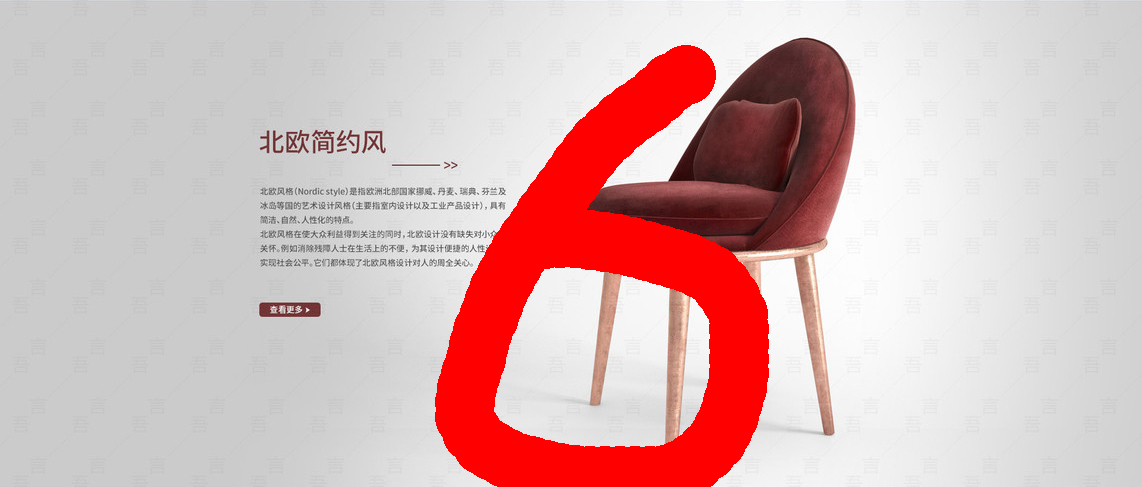 北欧简约风
>>
北欧风格(Nordic style)是指欧洲北部国家挪威、丹麦、瑞典、芬兰及
冰岛等国的艺术设计风格(主要指室内设计以及工业产品设计),具有
简洁、自然、人性化的特点。
北欧风格在使大众利益得到关注的同时,北欧设计没有缺失对小
关怀。例如消除残障人士在生活上的不便,为其设计便捷的人性
实现社会公平。它们都体现了北欧风格设计对人的周全关心。
查看更多
6